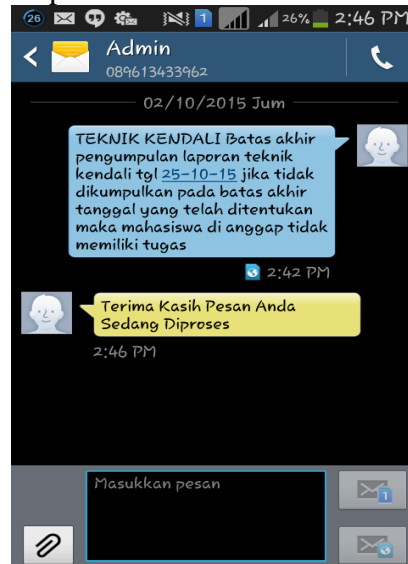 26 26% 2:46 PM
1
Admin
089613433962
02/10/2015 Jum
TEKNIK KENDALI Batas akhir
pengumpulan laporan teknik
kendali tgl 25-10-15 jika tidak
dikumpulkan pada batas akhir
tanggal yang telah ditentukan
maka mahasiswa di anggap tidak
memiliki tugas
2:42 PM
Terima Kasih Pesan Anda
Sedang Diproses
2:46 PM
Masukkan pesan
1